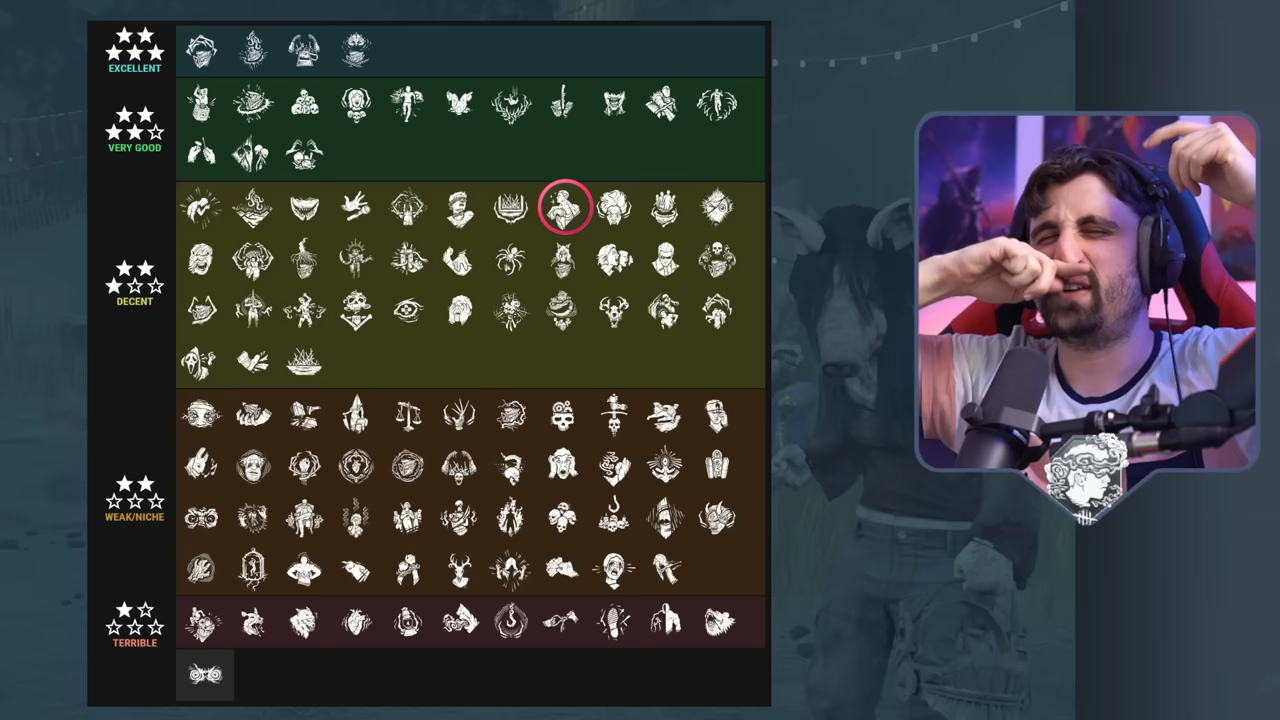 EXCELLENT
VERY GOOD
DECENT
WEAK/NICHE
TERRIBLE